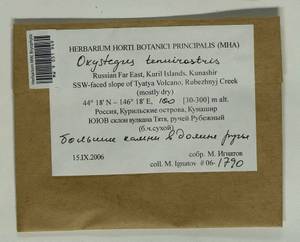 HERBARIUM HORTI BOTANICI PRINCIPALIS (MHA)
Oxystegus tenuirostris
Russian Far East, Kuril Islands, Kunashir
SSW-faced slope of Tyatya Volcano, Rubezhnyj Creek
(mostly dry)
44° 18' N – 146° 18' E, 100 [30-300] m alt.
Россия, Курильские острова, Кунашир
ЮЮЗ склон вулкана Тятя, ручей Рубежный
(б.ч.сухой)
большие камни в долине ручья
15.IX.2006
собр. М. Игнатов
coll. M. Ignatov # 06- 1790